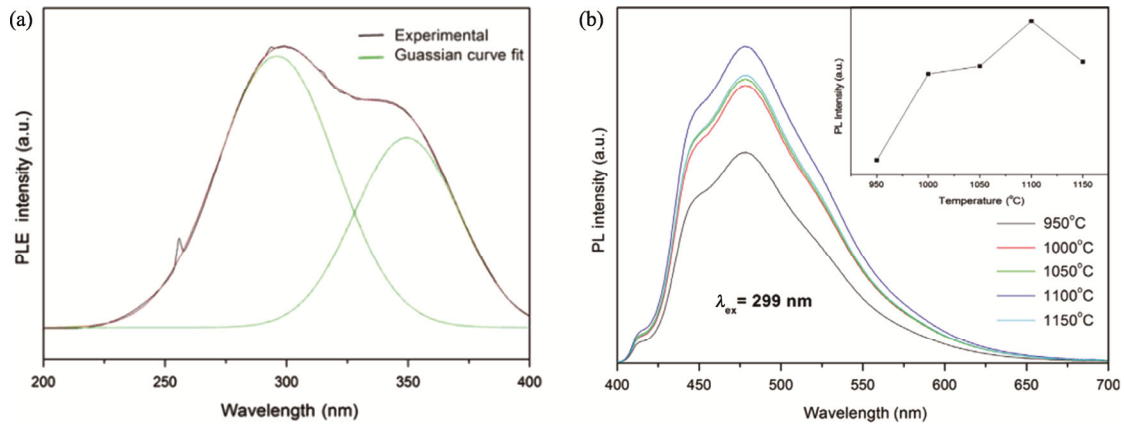 (a)
Experimental
Guassian curve fit
PLE intensity (a.u.)
200 250 300 350 400
Wavelength (nm)
(b)
PL Intensity (a.u.)
950 1000 1050 1100 1150
Temperature (°C)
950°C
1000°C
1050°C
1100°C
1150°C
λex= 299 nm
PL intensity (a.u.)
400 450 500 550 600 650 700
Wavelength (nm)